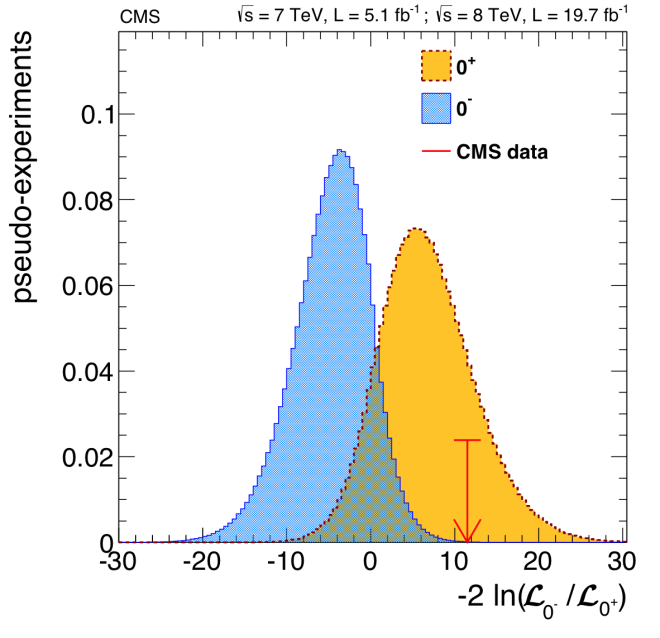 CMS √s = 7 TeV, L = 5.1 fb⁻¹ ; √s = 8 TeV, L = 19.7 fb⁻¹
pseudo-experiments
0⁺
0⁻
CMS data
0.1
0.08
0.06
0.04
0.02
0
-30 -20 -10 0 10 20 30
-2 ln(ℒ₀⁻ / ℒ₀⁺)